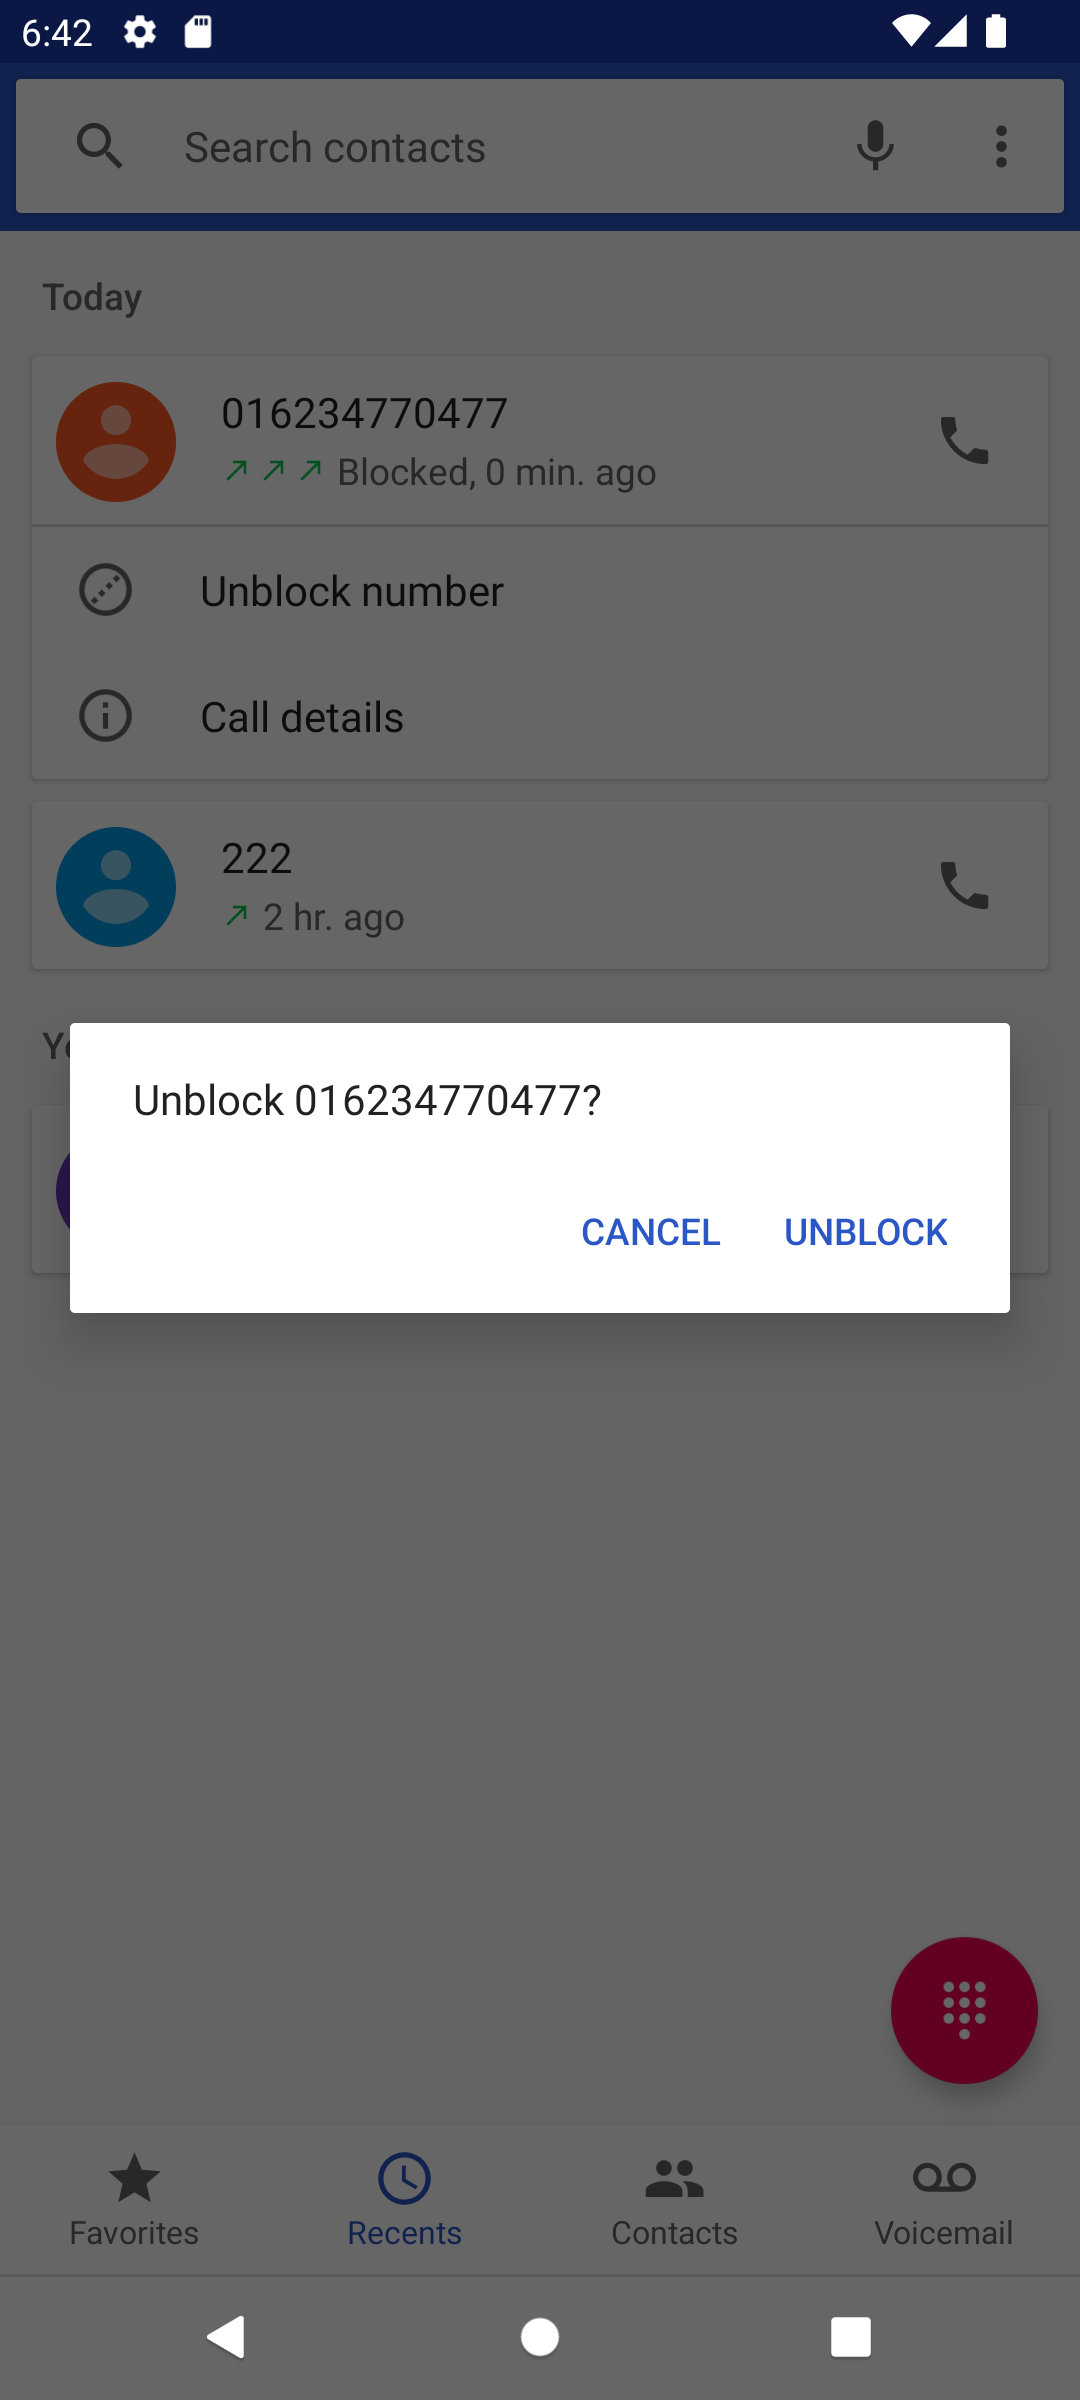 6:42
Search contacts
Today
016234770477
Blocked, 0 min. ago
Unblock number
Call details
222
2 hr. ago
Unblock 016234770477?
CANCEL UNBLOCK
Favorites Recents Contacts Voicemail